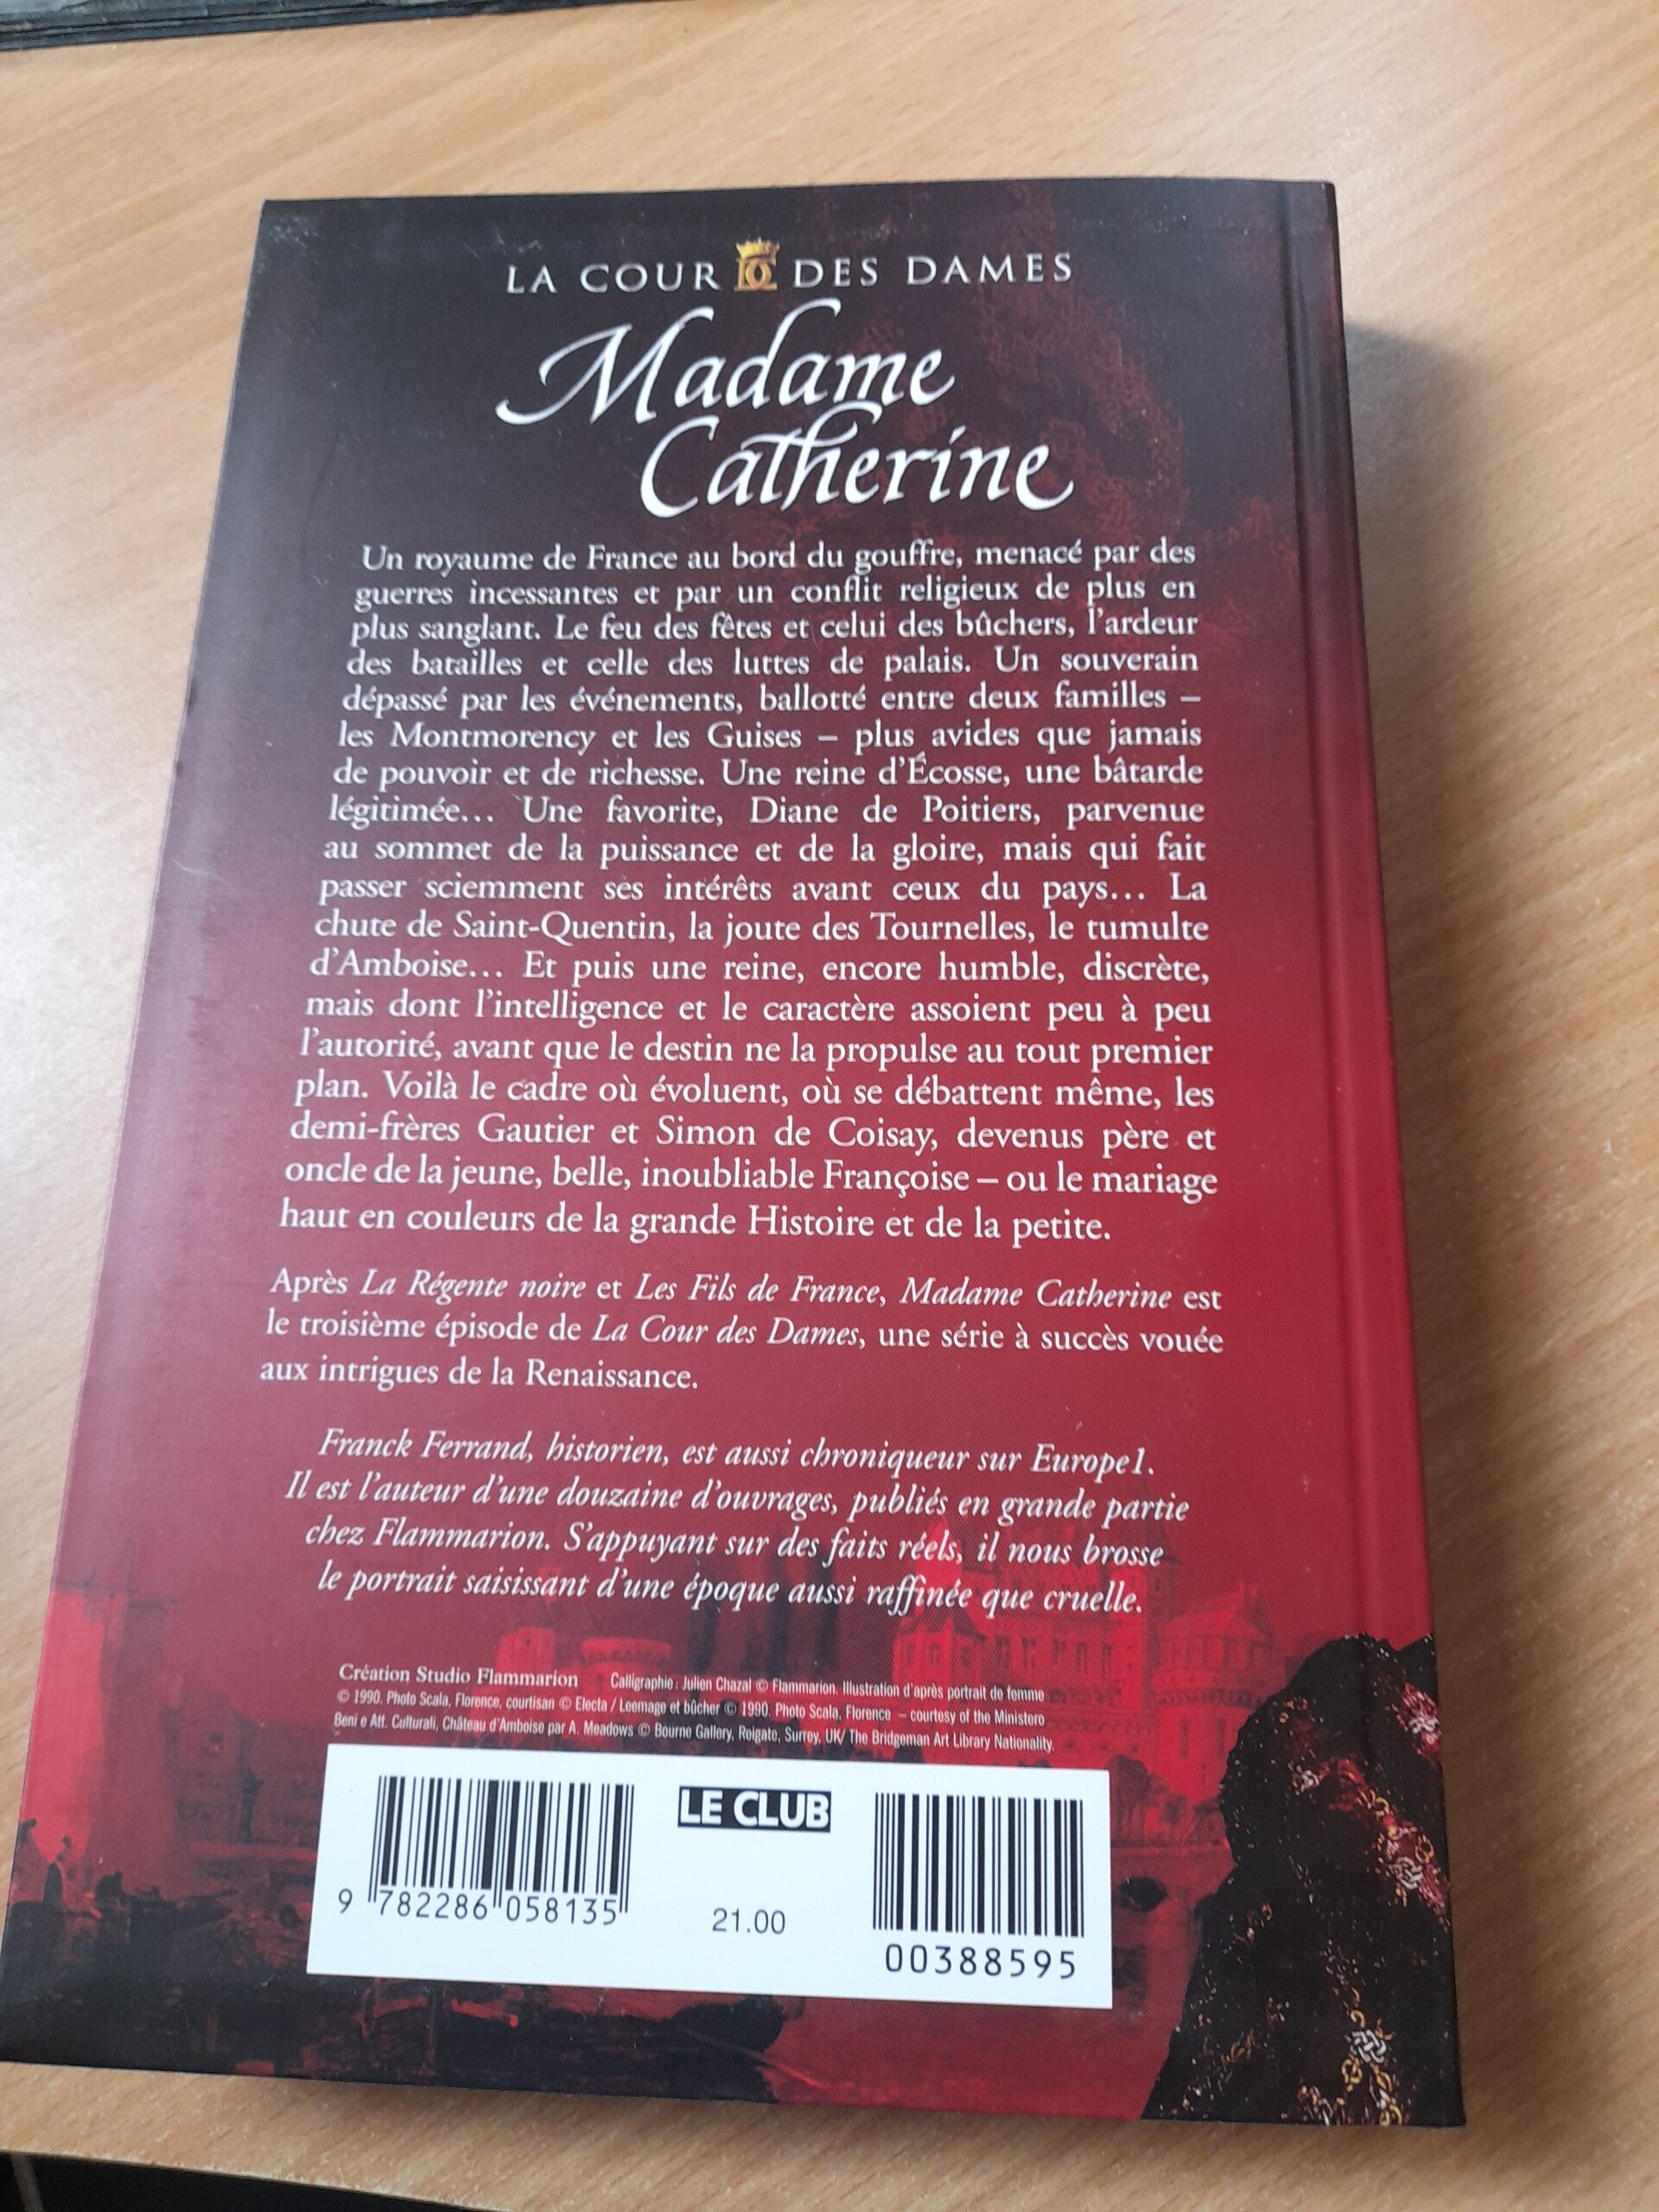 LA COUR DES DAMES
Madame
Catherine
Un royaume de France au bord du gouffre, menacé par des
guerres incessantes et par un conflit religieux de plus en
plus sanglant. Le feu des fêtes et celui des bûchers, l'ardeur
des batailles et celle des luttes de palais. Un souverain
dépassé par les événements, ballotté entre deux familles –
les Montmorency et les Guises – plus avides que jamais
de pouvoir et de richesse. Une reine d'Écosse, une bâtarde
légitimée... Une favorite, Diane de Poitiers, parvenue
au sommet de la puissance et de la gloire, mais qui fait
passer sciemment ses intérêts avant ceux du pays... La
chute de Saint-Quentin, la joute des Tournelles, le tumulte
d'Amboise... Et puis une reine, encore humble, discrète,
mais dont l'intelligence et le caractère assoient peu à peu
l'autorité, avant que le destin ne la propulse au tout premier
plan. Voilà le cadre où évoluent, où se débattent même, les
demi-frères Gautier et Simon de Coisay, devenus père et
oncle de la jeune, belle, inoubliable Françoise – ou le mariage
haut en couleurs de la grande Histoire et de la petite.
Après La Régente noire et Les Fils de France, Madame Catherine est
le troisième épisode de La Cour des Dames, une série à succès vouée
aux intrigues de la Renaissance.
Franck Ferrand, historien, est aussi chroniqueur sur Europe1.
Il est l'auteur d'une douzaine d'ouvrages, publiés en grande partie
chez Flammarion. S'appuyant sur des faits réels, il nous brosse
le portrait saisissant d'une époque aussi raffinée que cruelle.
Création Studio Flammarion Calligraphie : Julien Chazal © Flammarion. Illustration d'après portrait de femme
© 1990. Photo Scala, Florence, courtisan © Electa / Leemage et bûcher © 1990. Photo Scala, Florence – courtesy of the Ministero
Beni e Att. Culturali, Château d'Amboise par A. Meadows © Bourne Gallery, Reigate, Surrey, UK/ The Bridgeman Art Library Nationality.
LE CLUB
9 782286 058135
21.00
00388595